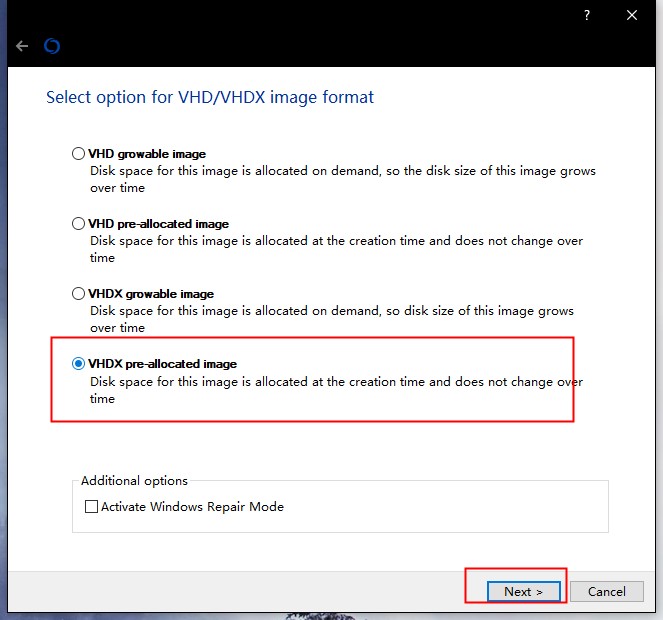 ?
Select option for VHD/VHDX image format
VHD growable image
Disk space for this image is allocated on demand, so the disk size of this image grows
over time
VHD pre-allocated image
Disk space for this image is allocated at the creation time and does not change over
time
VHDX growable image
Disk space for this image is allocated on demand, so disk size of this image grows
over time
VHDX pre-allocated image
Disk space for this image is allocated at the creation time and does not change over
time
Additional options
Activate Windows Repair Mode
Next >
Cancel